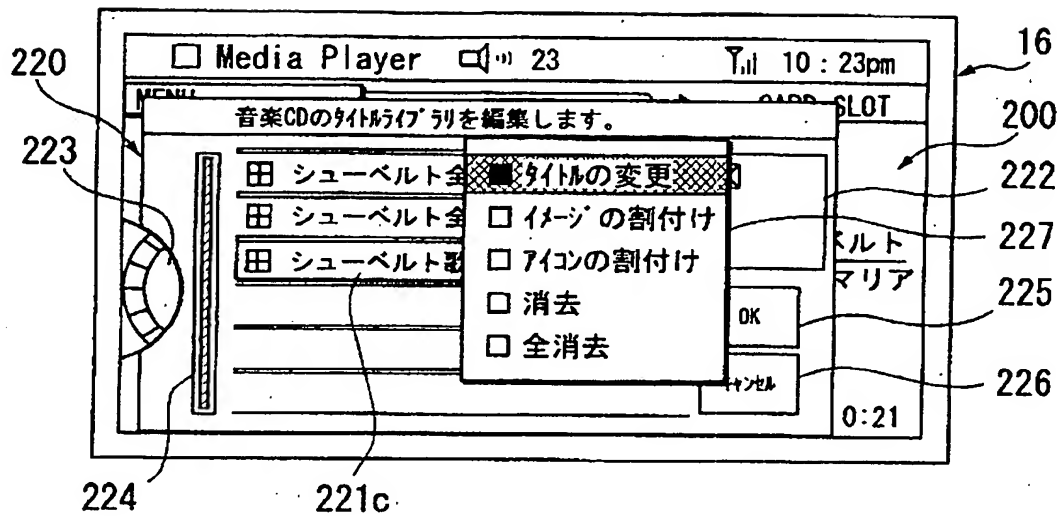 16
220
□ Media Player 23 10:23pm
MENU CARD SLOT
音楽CDのタイトルライブラリを編集します。
200
223
シューベルト全 ■タイトルの変更
222
シューベルト全 □イメージの割付け
227
ベルト
シューベルト歌 □アイコンの割付け
マリア
□消去 OK
225
□全消去
キャンセル
226
0:21
224
221c